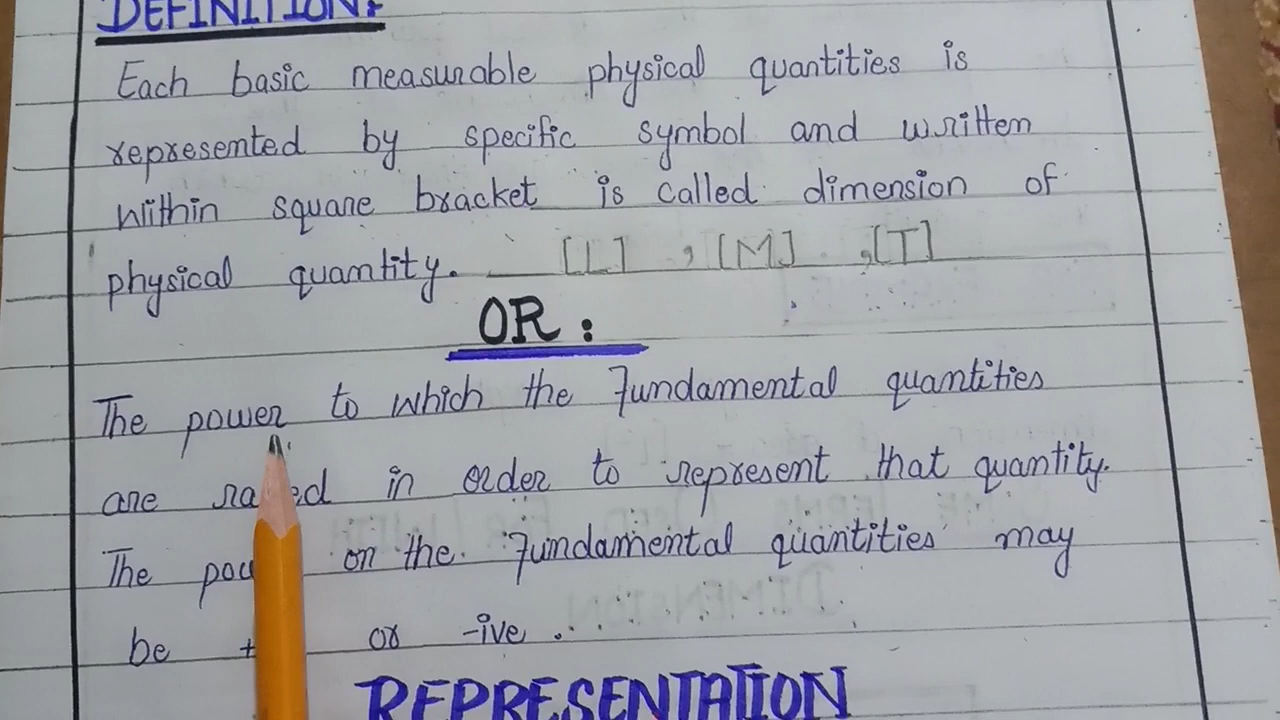 DEFINITION:
Each basic measurable physical quantities is
represented by specific symbol and written
within square bracket is called dimension of
physical quantity. [L] , [M] , [T]
OR :
The power to which the fundamental quantities
are in order to represent that quantity.
The on the fundamental quantities may
be or -ive .
REPRESENTATION